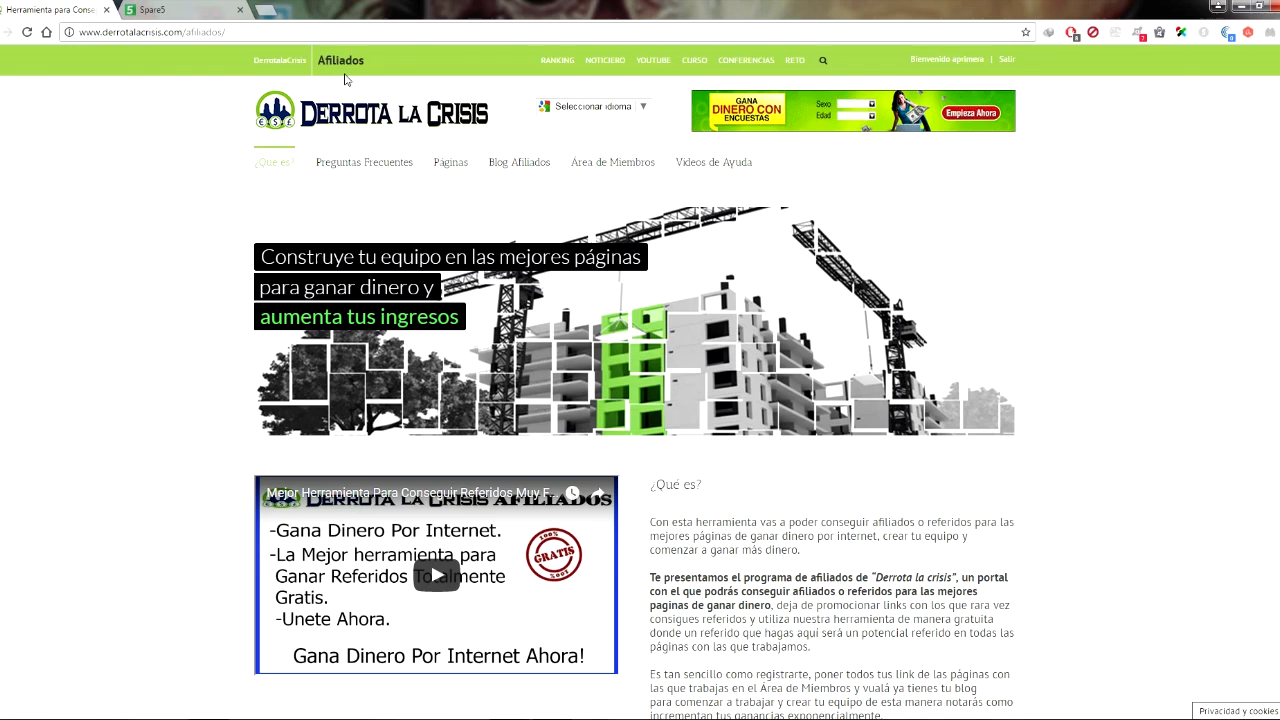 Herramienta para Conse
Spare5
www.derrotalacrisis.com/afiliados/
DerrotalaCrisis
Afiliados
RANKING NOTICIERO YOUTUBE CURSO CONFERENCIAS RETO
Bienvenido aprimera | Salir
DERROTA LA CRISIS
Seleccionar idioma ▼
GANA
DINERO CON
ENCUESTAS
Sexo
Edad
Empieza Ahora
¿Que es? Preguntas Frecuentes Páginas Blog Afiliados Área de Miembros Vídeos de Ayuda
Construye tu equipo en las mejores páginas
para ganar dinero y
aumenta tus ingresos
Mejor Herramienta Para Conseguir Referidos Muy F...
DERROTA LA CRISIS AFILIADOS
-Gana Dinero Por Internet.
-La Mejor herramienta para
Ganar Referidos Totalmente
Gratis.
-Unete Ahora.
100%
GRATIS
100%
Gana Dinero Por Internet Ahora!
¿Qué es?
Con esta herramienta vas a poder conseguir afiliados o referidos para las
mejores páginas de ganar dinero por internet, crear tu equipo y
comenzar a ganar más dinero.
Te presentamos el programa de afiliados de “Derrota la crisis”, un portal
con el que podrás conseguir afiliados o referidos para las mejores
paginas de ganar dinero, deja de promocionar links con los que rara vez
consigues referidos y utiliza nuestra herramienta de manera gratuita
donde un referido que hagas aquí será un potencial referido en todas las
páginas con las que trabajamos.
Es tan sencillo como registrarte, poner todos tus link de las páginas con
las que trabajas en el Área de Miembros y vualá ya tienes tu blog
para comenzar a trabajar y crear tu equipo de esta manera notarás como
incrementan tus ganancias exponencialmente.
Privacidad y cookies